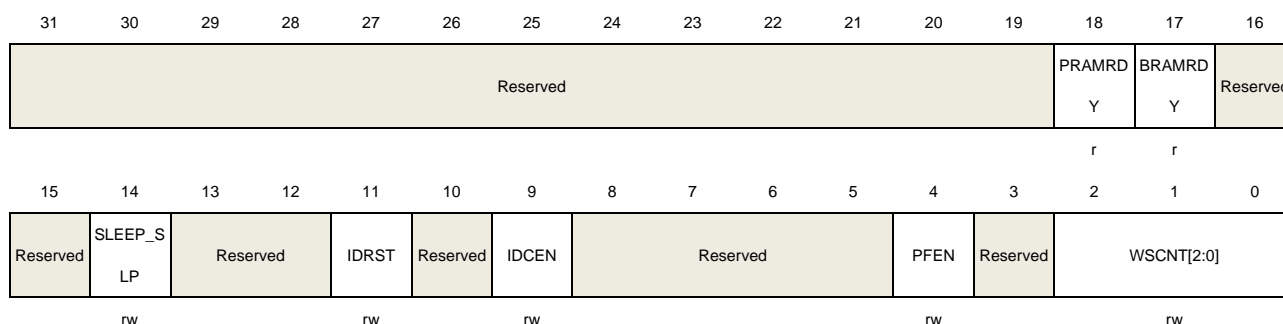 31 30 29 28 27 26 25 24 23 22 21 20 19 18 17 16
Reserved PRAMRD BRAMRD Reserved
Y Y
r r
15 14 13 12 11 10 9 8 7 6 5 4 3 2 1 0
Reserved SLEEP_S Reserved IDRST Reserved IDCEN Reserved PFEN Reserved WSCNT[2:0]
LP
rw rw rw rw rw